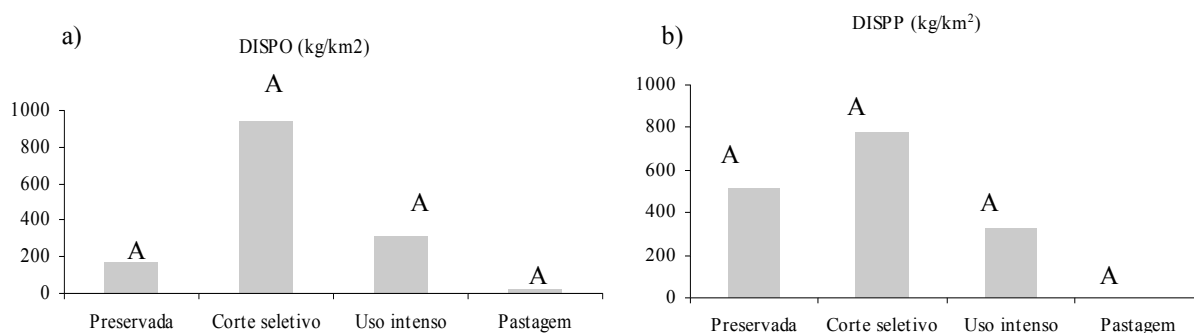 a)
DISPO (kg/km2)
A
A
A
A
1000
800
600
400
200
0
Preservada Corte seletivo Uso intenso Pastagem
b)
DISPP (kg/km²)
A
A
A
A
1000
800
600
400
200
0
Preservada Corte seletivo Uso intenso Pastagem